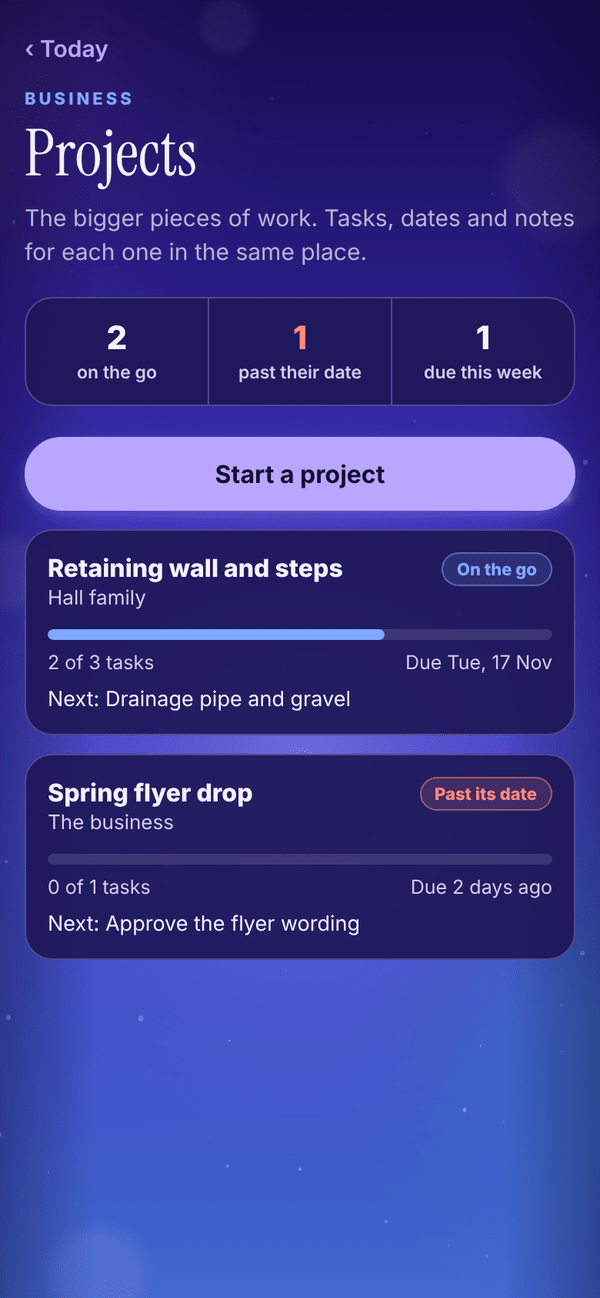 ‹ Today
BUSINESS
Projects
The bigger pieces of work. Tasks, dates and notes
for each one in the same place.
2
on the go
1
past their date
1
due this week
Start a project
Retaining wall and steps
On the go
Hall family
2 of 3 tasks
Due Tue, 17 Nov
Next: Drainage pipe and gravel
Spring flyer drop
Past its date
The business
0 of 1 tasks
Due 2 days ago
Next: Approve the flyer wording